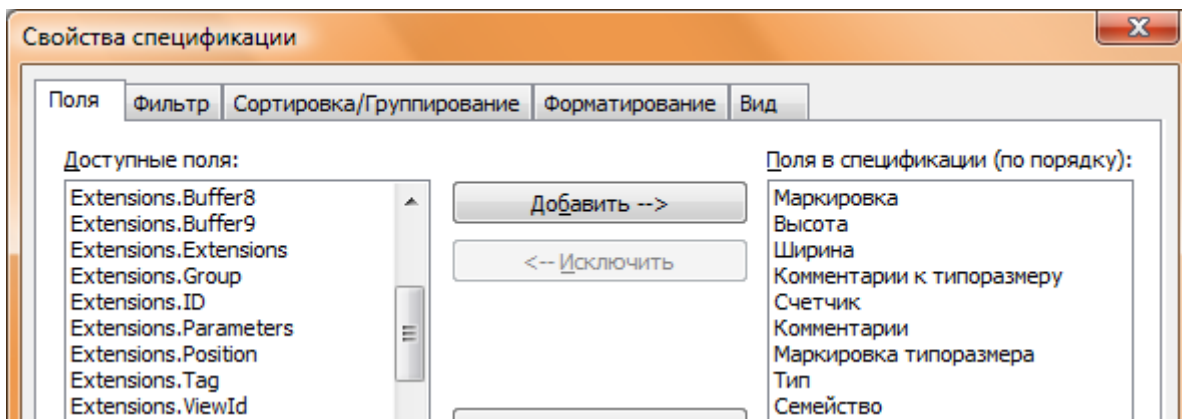 Свойства спецификации
Поля
Фильтр
Сортировка/Группирование
Форматирование
Вид
Доступные поля:
Extensions.Buffer8
Extensions.Buffer9
Extensions.Extensions
Extensions.Group
Extensions.ID
Extensions.Parameters
Extensions.Position
Extensions.Tag
Extensions.ViewId
Добавить -->
<-- Исключить
Поля в спецификации (по порядку):
Маркировка
Высота
Ширина
Комментарии к типоразмеру
Счетчик
Комментарии
Маркировка типоразмера
Тип
Семейство